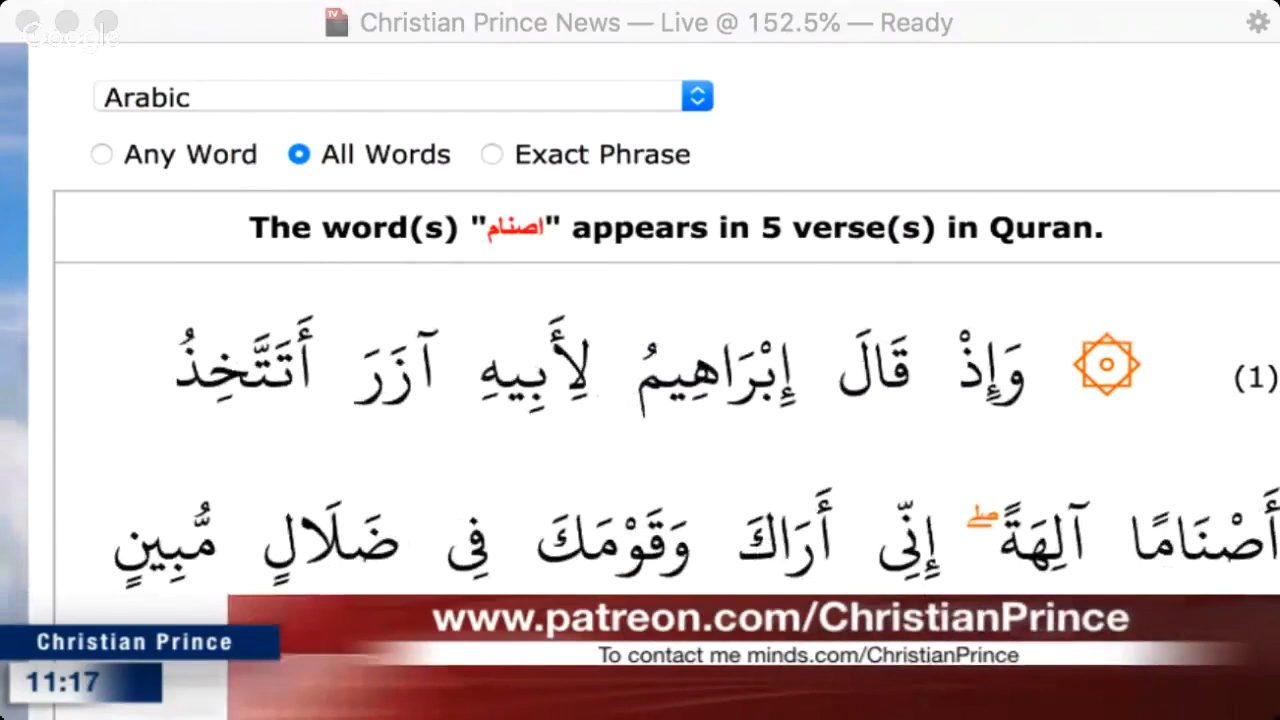 Christian Prince News — Live @ 152.5% — Ready
Google
Arabic
Any Word All Words Exact Phrase
The word(s) "اصنام" appears in 5 verse(s) in Quran.
(1) ۞ وَإِذْ قَالَ إِبْرَاهِيمُ لِأَبِيهِ آزَرَ أَتَتَّخِذُ
أَصْنَامًا آلِهَةً ۖ إِنِّي أَرَاكَ وَقَوْمَكَ فِي ضَلَالٍ مُّبِينٍ
www.patreon.com/ChristianPrince
Christian Prince
To contact me minds.com/ChristianPrince
11:17